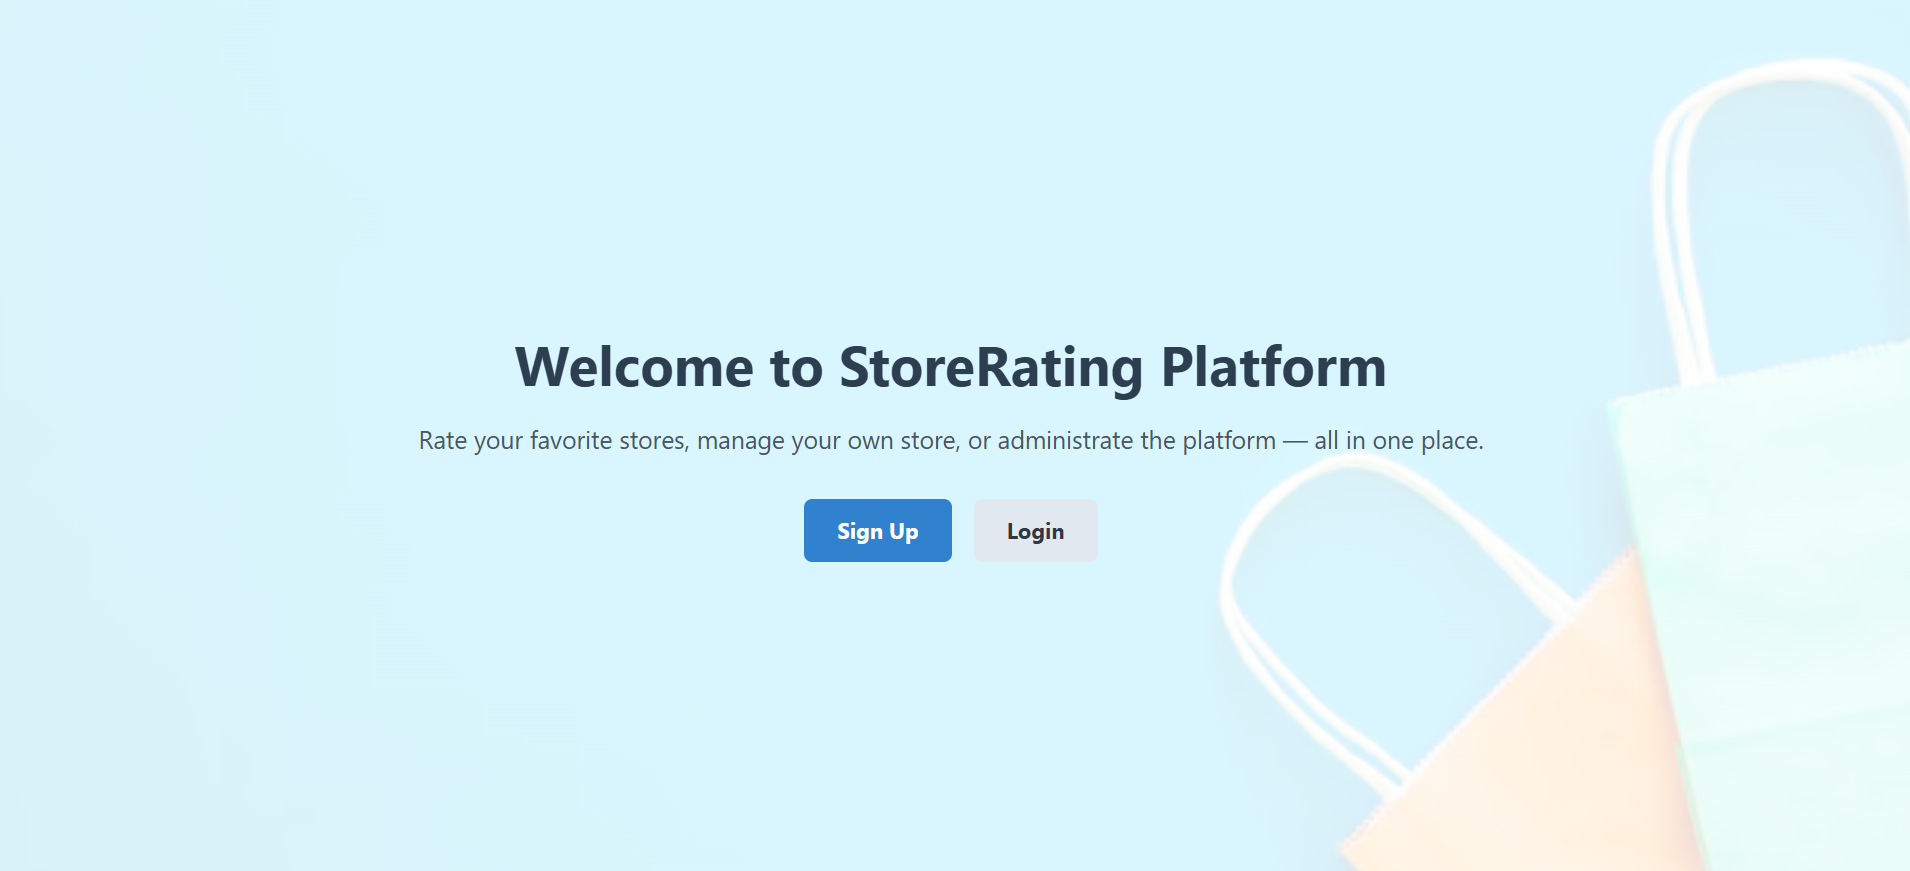 Welcome to StoreRating Platform
Rate your favorite stores, manage your own store, or administrate the platform — all in one place.
Sign Up
Login